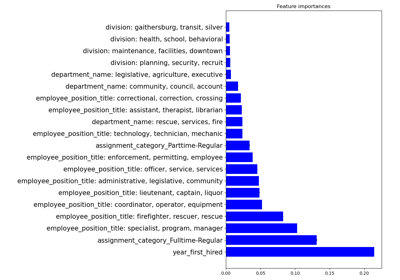 Feature importances
division: gaithersburg, transit, silver
division: health, school, behavioral
division: maintenance, facilities, downtown
division: planning, security, recruit
department_name: legislative, agriculture, executive
department_name: community, council, account
employee_position_title: correctional, correction, crossing
employee_position_title: assistant, therapist, librarian
department_name: rescue, services, fire
employee_position_title: technology, technician, mechanic
assignment_category_Parttime-Regular
employee_position_title: enforcement, permitting, employee
employee_position_title: officer, service, services
employee_position_title: administrative, legislative, community
employee_position_title: lieutenant, captain, liquor
employee_position_title: coordinator, operator, equipment
employee_position_title: firefighter, rescuer, rescue
employee_position_title: specialist, program, manager
assignment_category_Fulltime-Regular
year_first_hired
0.00 0.05 0.10 0.15 0.20